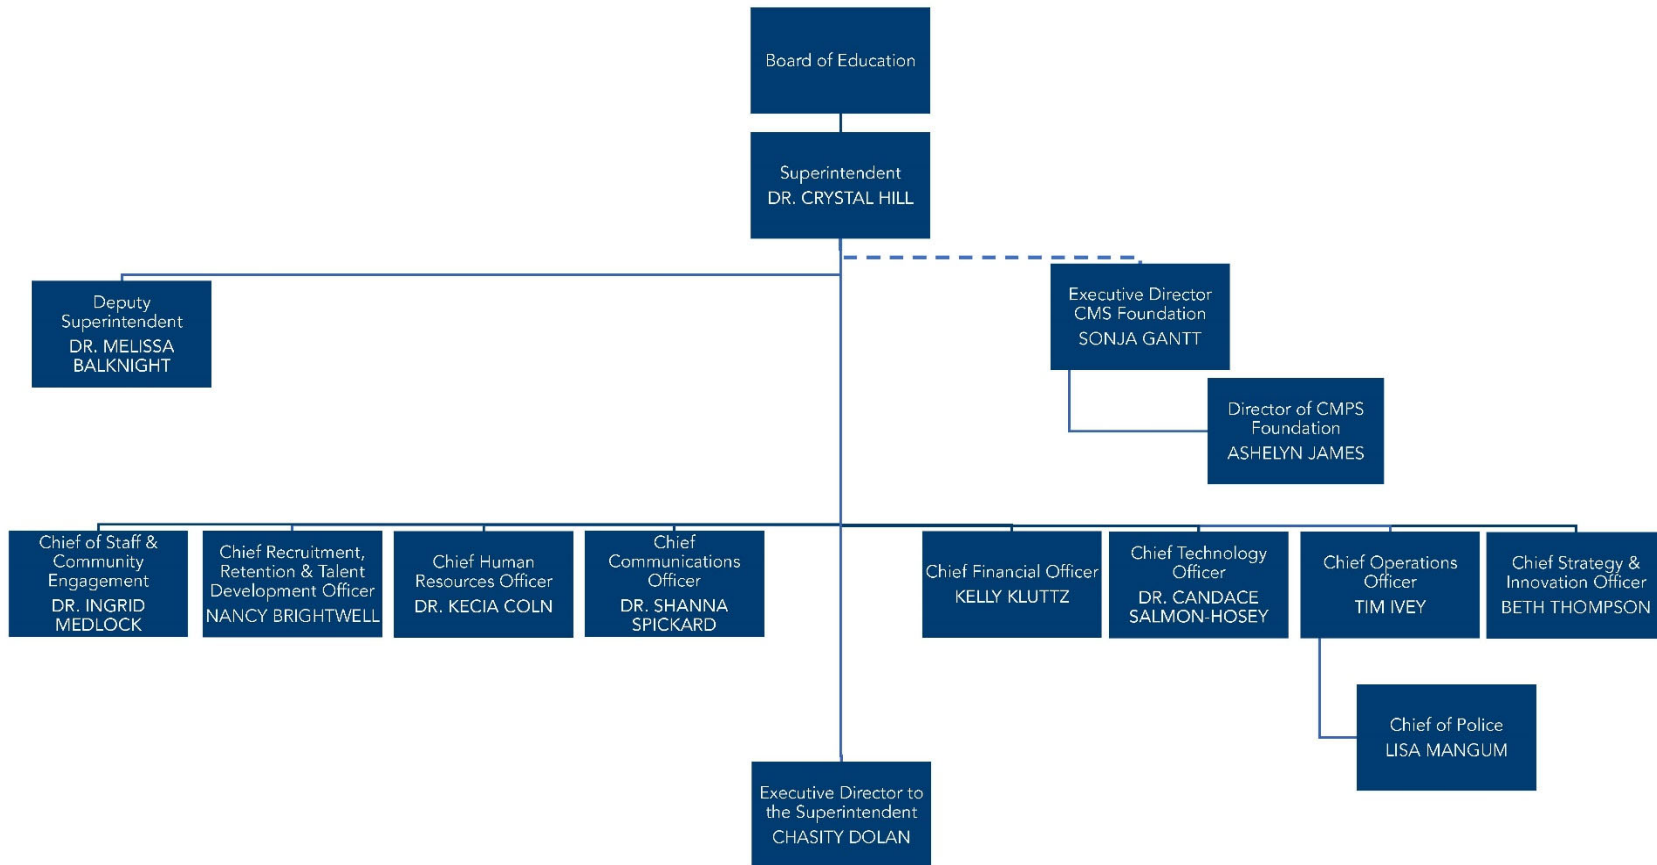 Board of Education
Superintendent
DR. CRYSTAL HILL
Deputy
Superintendent
DR. MELISSA
BALKNIGHT
Executive Director
CMS Foundation
SONJA GANTT
Director of CMPS
Foundation
ASHELYN JAMES
Chief of Staff &
Community
Engagement
DR. INGRID
MEDLOCK
Chief Recruitment,
Retention & Talent
Development Officer
NANCY BRIGHTWELL
Chief Human
Resources Officer
DR. KECIA COLN
Chief
Communications
Officer
DR. SHANNA
SPICKARD
Chief Financial Officer
KELLY KLUTTZ
Chief Technology
Officer
DR. CANDACE
SALMON-HOSEY
Chief Operations
Officer
TIM IVEY
Chief Strategy &
Innovation Officer
BETH THOMPSON
Chief of Police
LISA MANGUM
Executive Director to
the Superintendent
CHASITY DOLAN